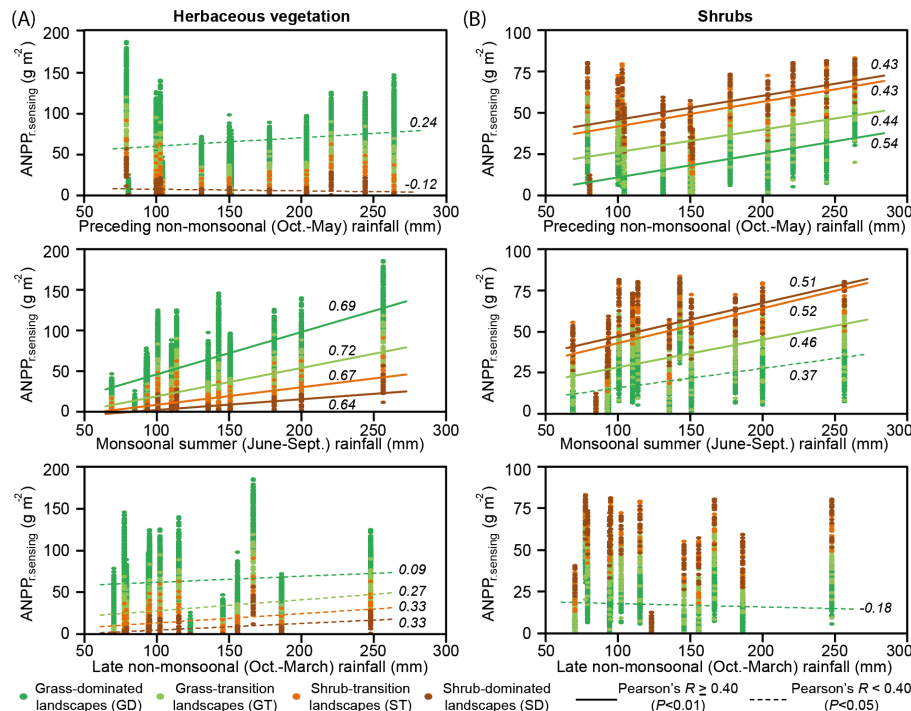 (A) Herbaceous vegetation (B) Shrubs
ANPPr.sensing (g m-2)
200
150
100
50
0
0.24
-0.12
50 100 150 200 250 300
Preceding non-monsoonal (Oct.-May) rainfall (mm)
ANPPr.sensing (g m-2)
100
75
50
25
0
0.43
0.43
0.44
0.54
50 100 150 200 250 300
Preceding non-monsoonal (Oct.-May) rainfall (mm)
ANPPr.sensing (g m-2)
200
150
100
50
0
0.69
0.72
0.67
0.64
50 100 150 200 250 300
Monsoonal summer (June-Sept.) rainfall (mm)
ANPPr.sensing (g m-2)
100
75
50
25
0
0.51
0.52
0.46
0.37
50 100 150 200 250 300
Monsoonal summer (June-Sept.) rainfall (mm)
ANPPr.sensing (g m-2)
200
150
100
50
0
0.09
0.27
0.33
0.33
50 100 150 200 250 300
Late non-monsoonal (Oct.-March) rainfall (mm)
ANPPr.sensing (g m-2)
100
75
50
25
0
-0.18
50 100 150 200 250 300
Late non-monsoonal (Oct.-March) rainfall (mm)
Grass-dominated
landscapes (GD)
Grass-transition
landscapes (GT)
Shrub-transition
landscapes (ST)
Shrub-dominated
landscapes (SD)
Pearson's R ≥ 0.40
(P<0.01)
Pearson's R < 0.40
(P<0.05)